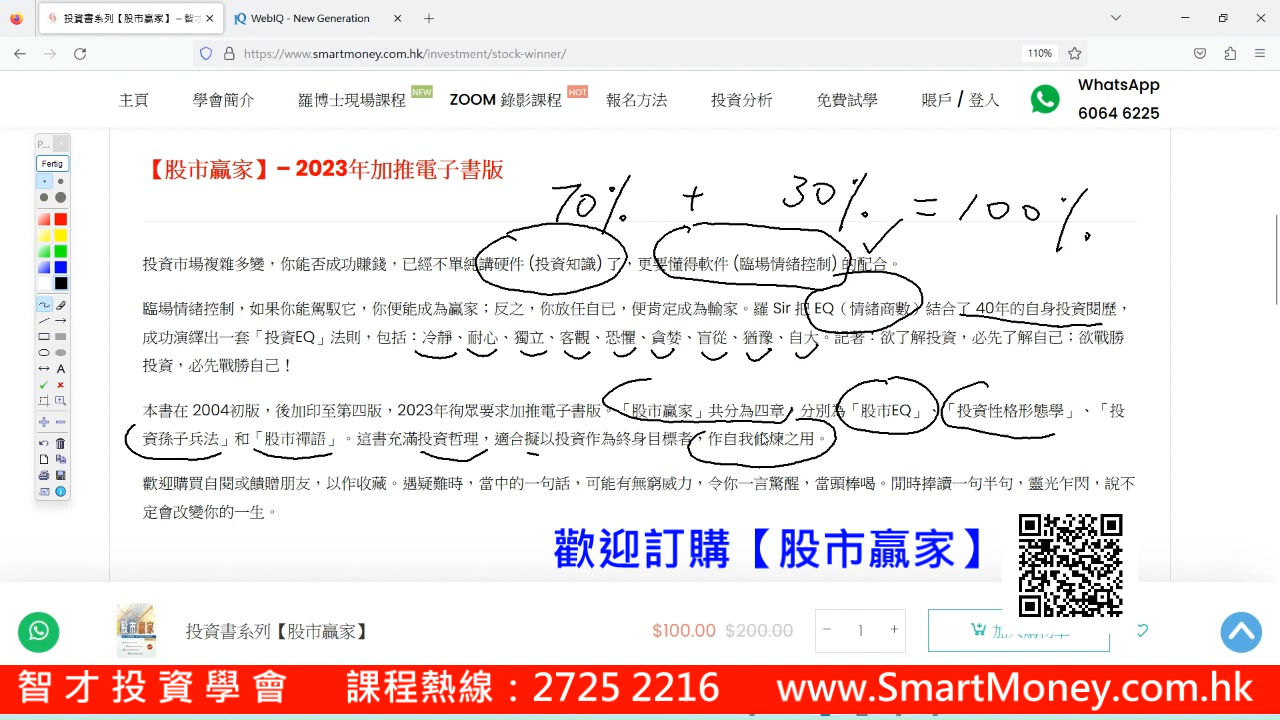 投資書系列【股市贏家】 – 智才
WebIQ - New Generation
https://www.smartmoney.com.hk/investment/stock-winner/
110%
主頁 學會簡介 羅博士現場課程 NEW ZOOM 錄影課程 HOT 報名方法 投資分析 免費試學 賬戶 / 登入
WhatsApp
6064 6225
P...
Fertig
【股市贏家】– 2023年加推電子書版
70% + 30% = 100%
投資市場複雜多變，你能否成功賺錢，已經不單純講硬件 (投資知識) 了，更要懂得軟件 (臨場情緒控制) 的配合。
臨場情緒控制，如果你能駕馭它，你便能成為贏家；反之，你放任自已，便肯定成為輸家。羅 Sir 把 EQ（情緒商數）結合了 40年的自身投資閱歷，
成功演繹出一套「投資EQ」法則，包括：冷靜、耐心、獨立、客觀、恐懼、貪婪、盲從、猶豫、自大。記著：欲了解投資，必先了解自己；欲戰勝
投資，必先戰勝自己！
本書在 2004初版，後加印至第四版，2023年徇眾要求加推電子書版。「股市贏家」共分為四章，分別為「股市EQ」、「投資性格形態學」、「投
資孫子兵法」和「股市禪語」。這書充滿投資哲理，適合擬以投資作為終身目標者，作自我修煉之用。
歡迎購買自閱或饋贈朋友，以作收藏。遇疑難時，當中的一句話，可能有無窮威力，令你一言驚醒，當頭棒喝。閒時捧讀一句半句，靈光乍閃，說不
定會改變你的一生。
歡迎訂購【股市贏家】
股市贏家
投資書系列【股市贏家】
$100.00 $200.00
− 1 +
加入購物車
智才投資學會 課程熱線：2725 2216 www.SmartMoney.com.hk